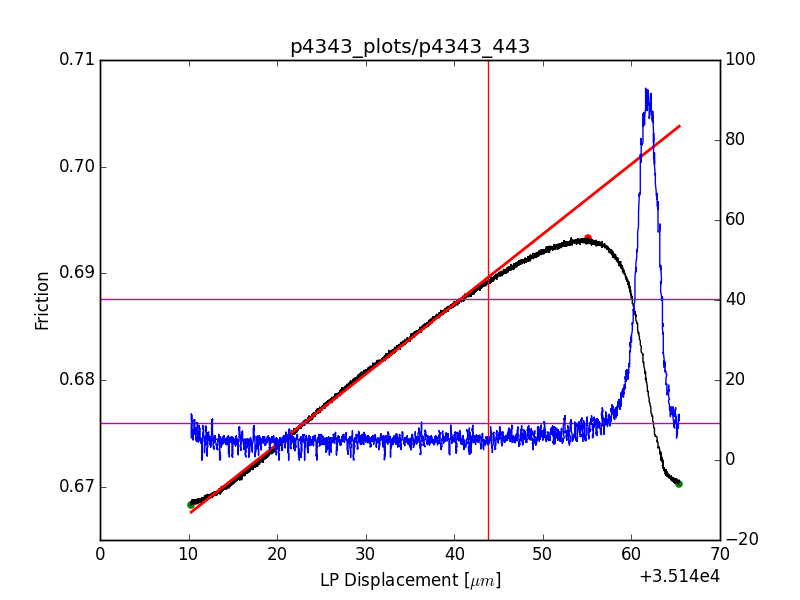 p4343_plots/p4343_443
0.71
0.70
0.69
0.68
0.67
Friction
100
80
60
40
20
0
−20
0 10 20 30 40 50 60 70
LP Displacement [μm]
+3.514e4